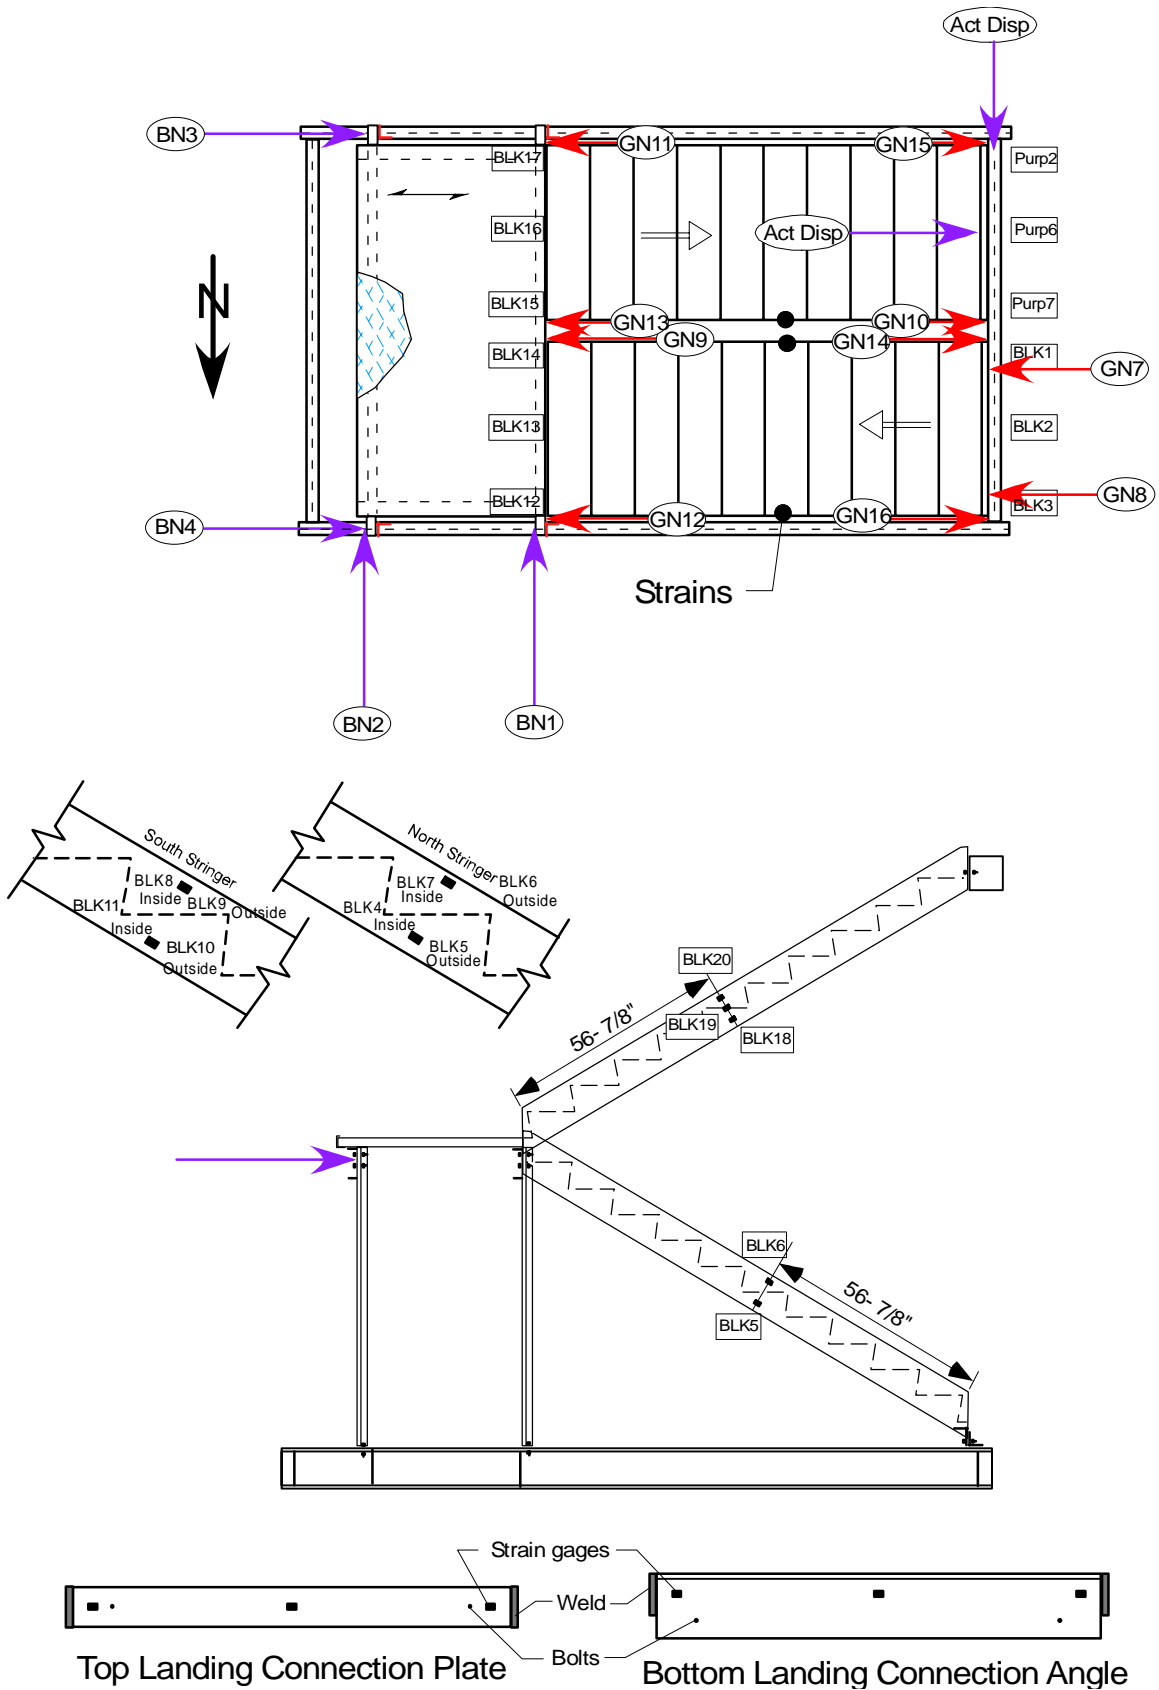 Act Disp
BN3
GN11
GN15
BLK17
Purp2
BLK16
Act Disp
Purp6
N
BLK15
Purp7
GN13
GN10
GN9
GN14
BLK14
BLK1
GN7
BLK13
BLK2
BLK12
GN8
BLK3
BN4
GN12
GN16
Strains
BN2
BN1
South Stringer
BLK8
Inside
BLK9
Outside
BLK11
Inside
BLK10
Outside
North Stringer
BLK7
Inside
BLK6
Outside
BLK4
Inside
BLK5
Outside
BLK20
56- 7/8"
BLK19
BLK18
BLK6
56- 7/8"
BLK5
Strain gages
Weld
Bolts
Top Landing Connection Plate
Bottom Landing Connection Angle